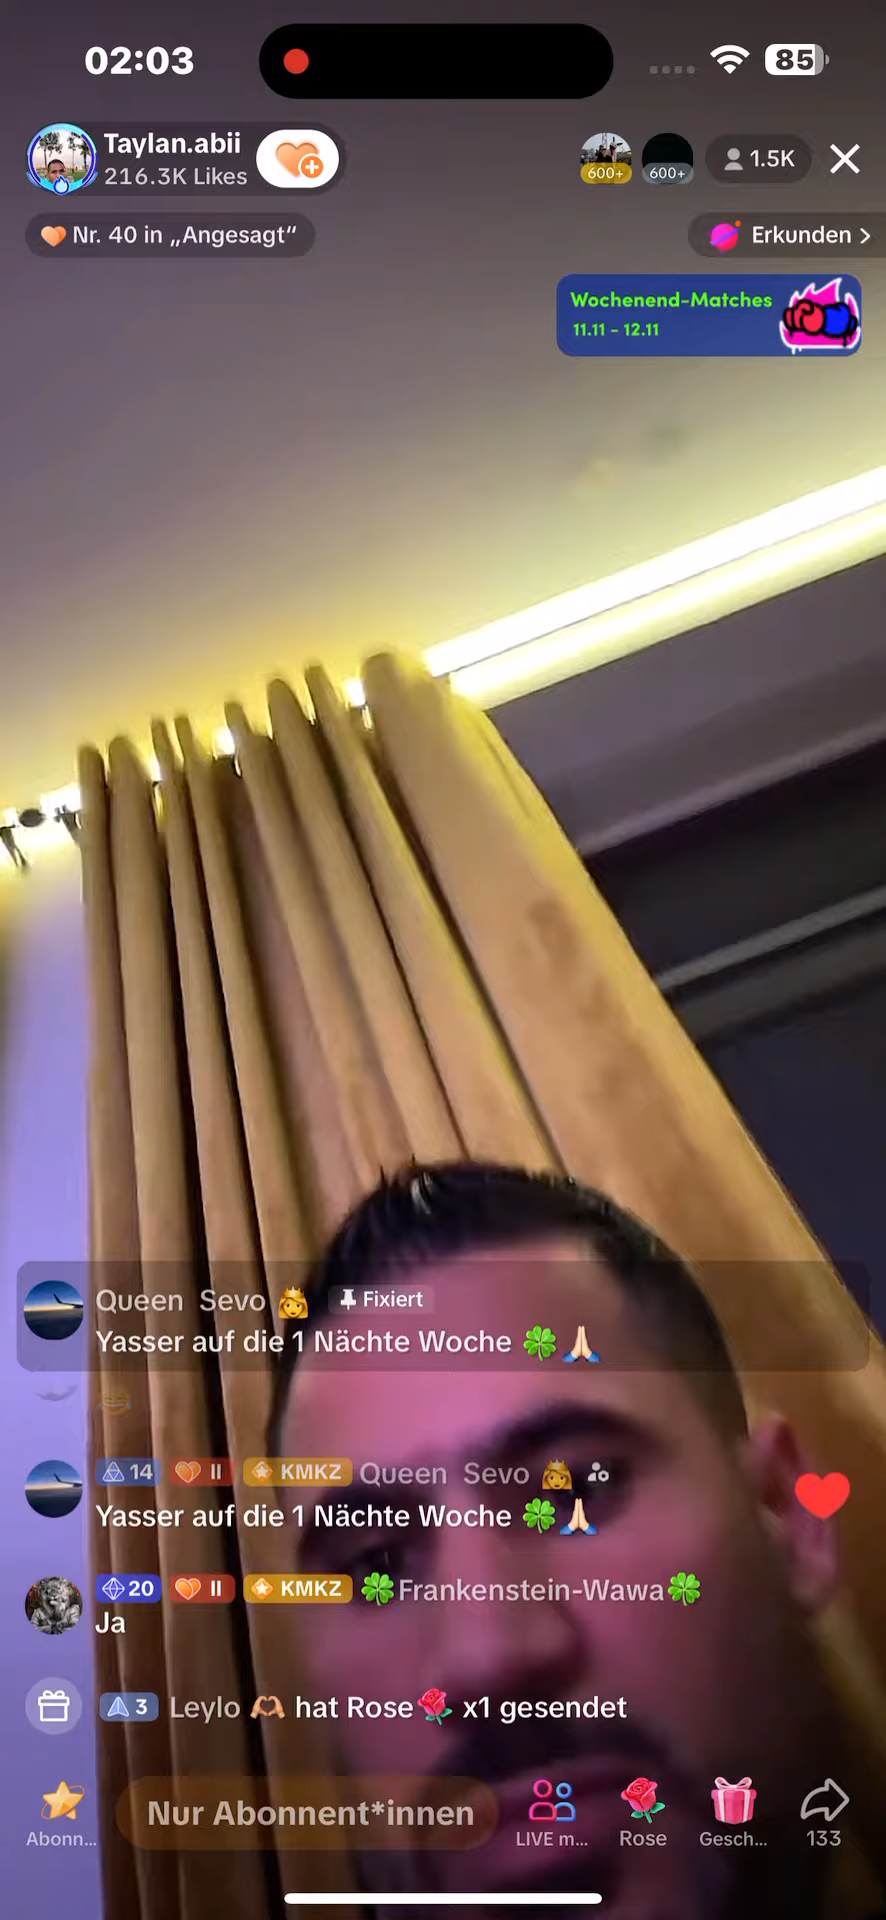 02:03
85
Taylan.abii
216.3K Likes
600+
600+
1.5K
Nr. 40 in „Angesagt“
Erkunden
Wochenend-Matches
11.11 - 12.11
Queen Sevo Fixiert
Yasser auf die 1 Nächte Woche 🍀🙏🏻
14 II KMKZ Queen Sevo
Yasser auf die 1 Nächte Woche 🍀🙏🏻
20 II KMKZ 🍀Frankenstein-Wawa🍀
Ja
3 Leylo 🫶🏽 hat Rose🌹 x1 gesendet
Nur Abonnent*innen
Abonn... LIVE m... Rose Gesch... 133